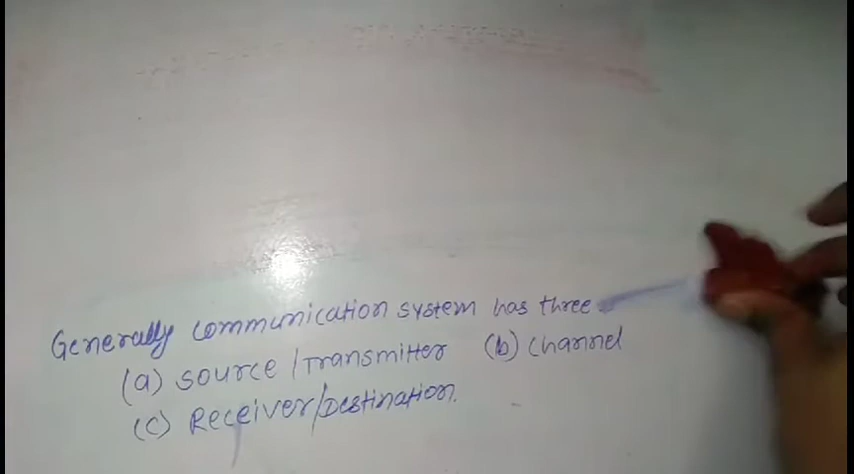 Generally communication system has three
(a) source/Transmitter (b) channel
(c) Receiver/Destination.